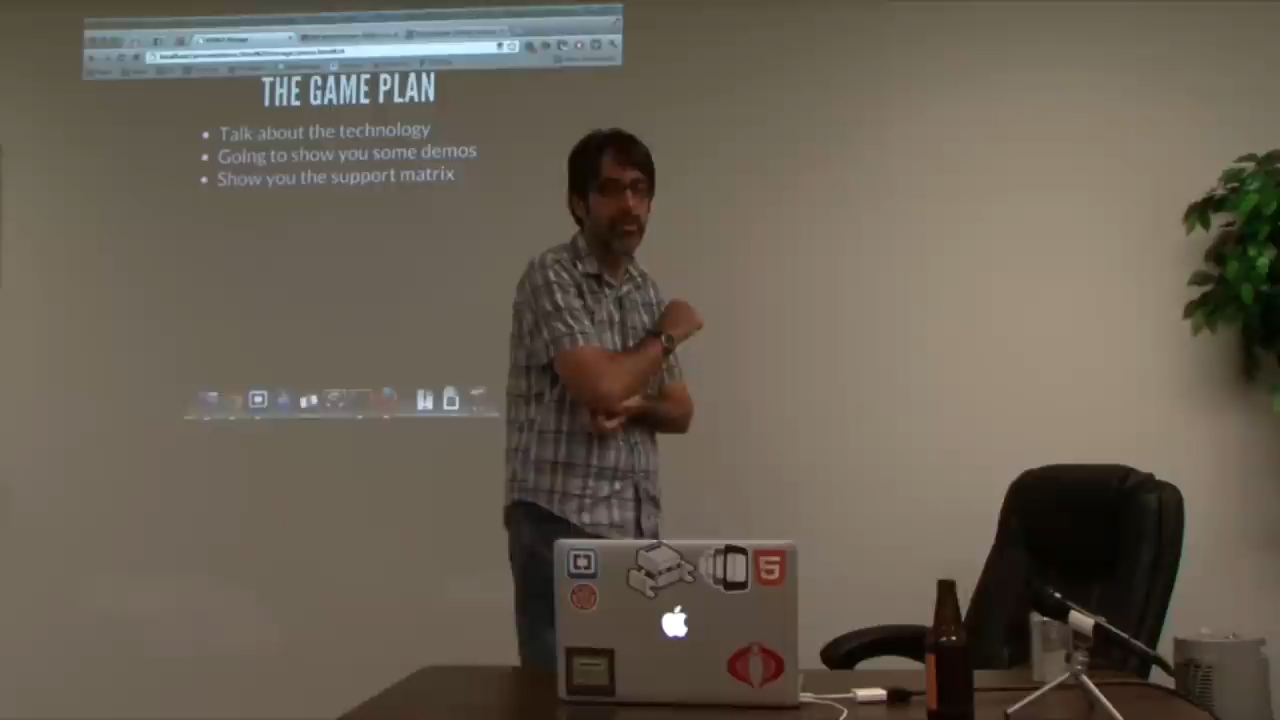 THE GAME PLAN
Talk about the technology
Going to show you some demos
Show you the support matrix
5